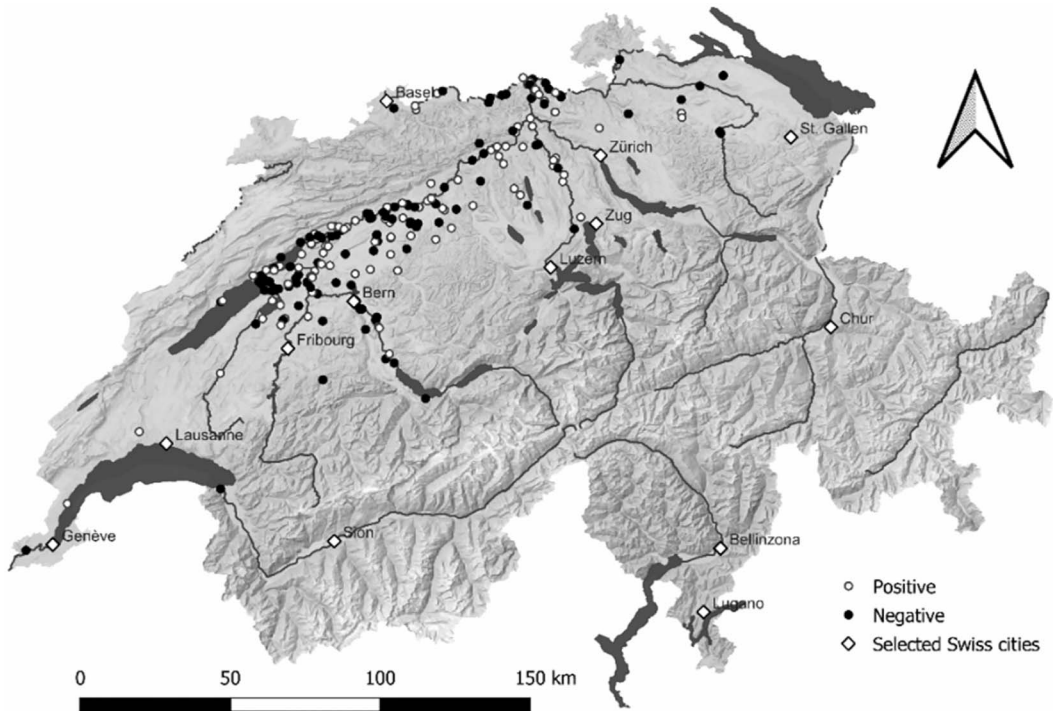 Basel
St. Gallen
Zürich
Zug
Luzern
Bern
Chur
Fribourg
Lausanne
Genève
Sion
Bellinzona
Lugano
Positive
Negative
Selected Swiss cities
0 50 100 150 km